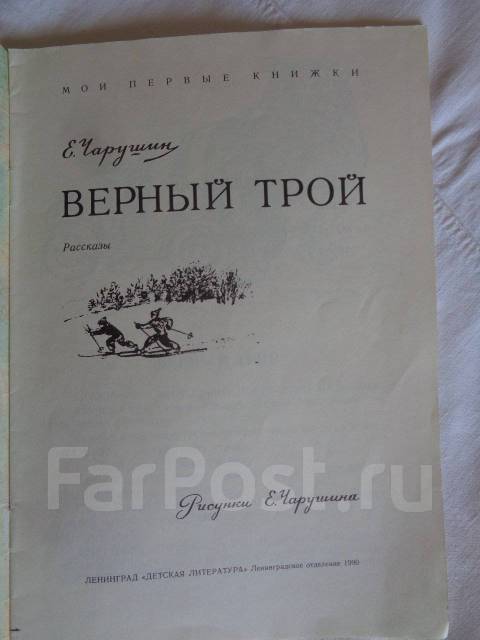 МОИ ПЕРВЫЕ КНИЖКИ
Е. Чарушин
ВЕРНЫЙ ТРОЙ
Рассказы
FarPost.ru
Рисунки Е. Чарушина
ЛЕНИНГРАД «ДЕТСКАЯ ЛИТЕРАТУРА» Ленинградское отделение 1990